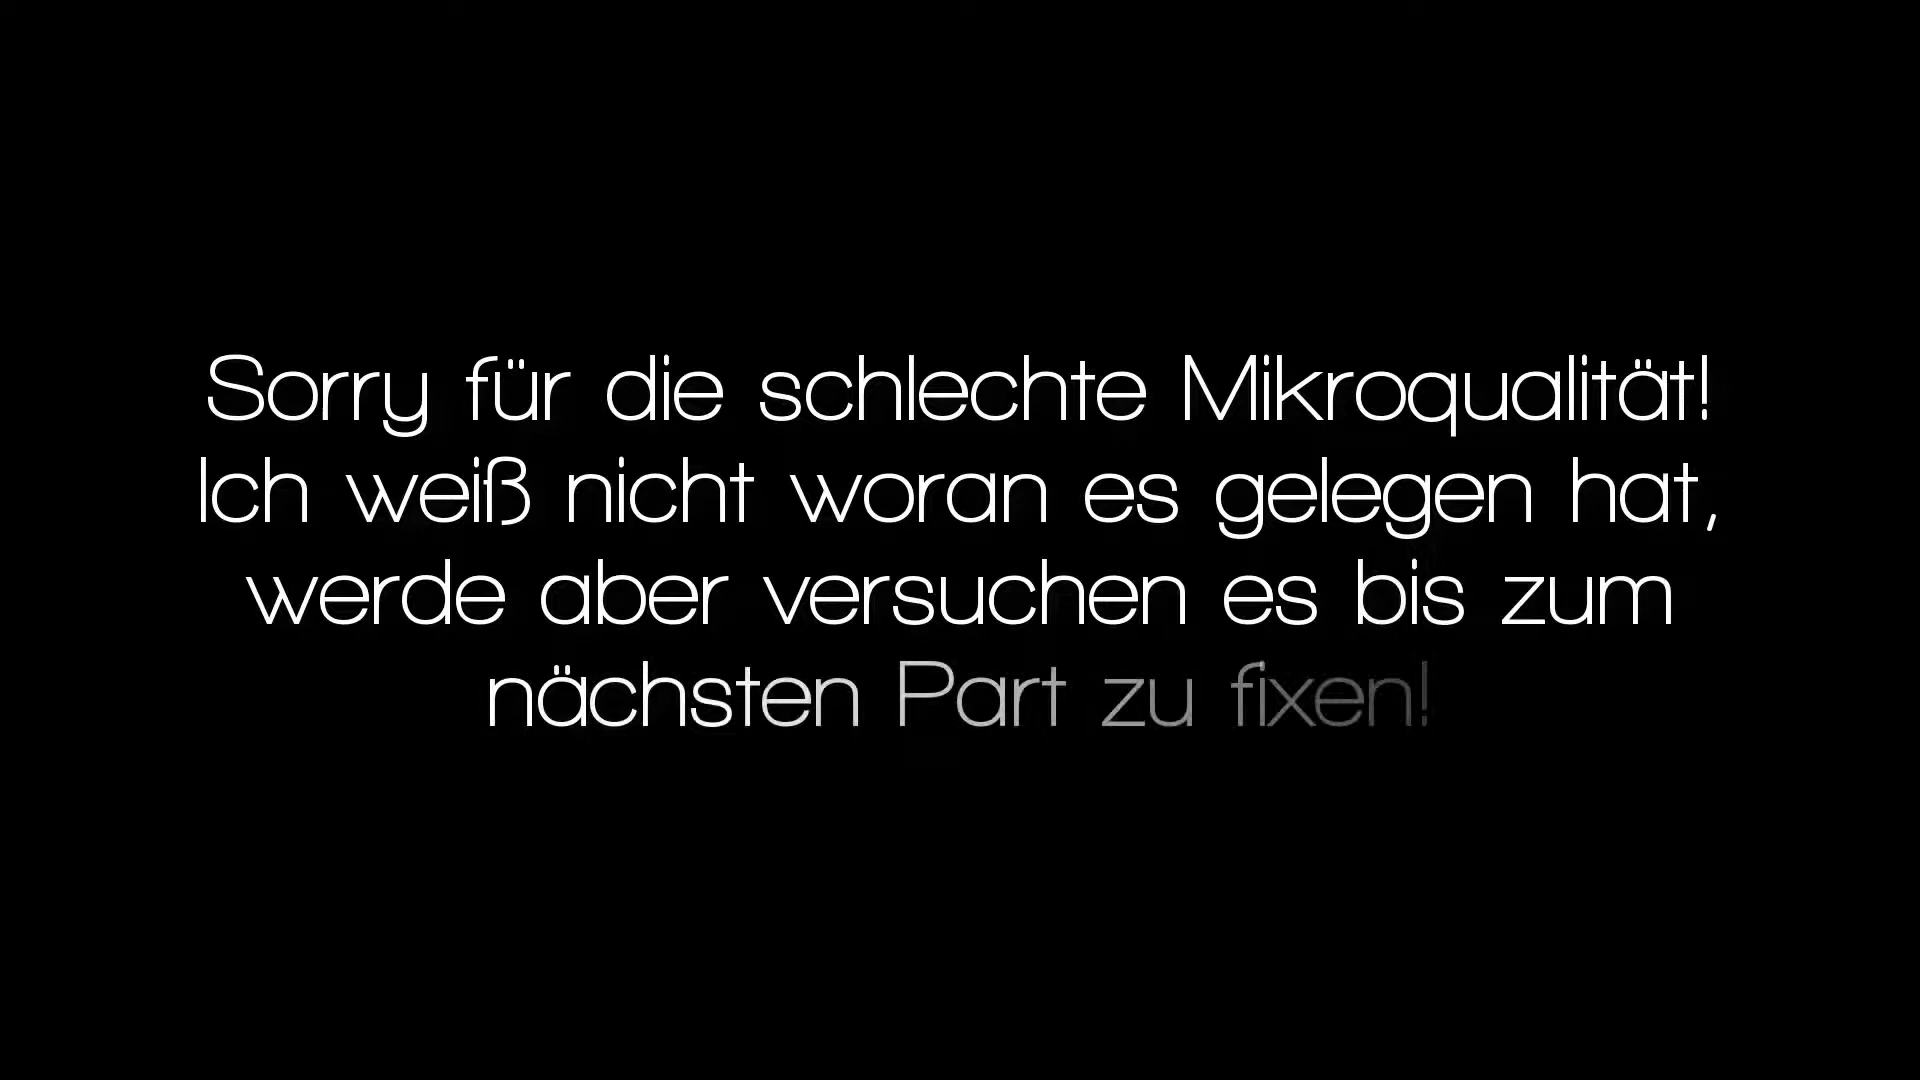 Sorry für die schlechte Mikroqualität!
Ich weiß nicht woran es gelegen hat,
werde aber versuchen es bis zum
nächsten Part zu fixen!